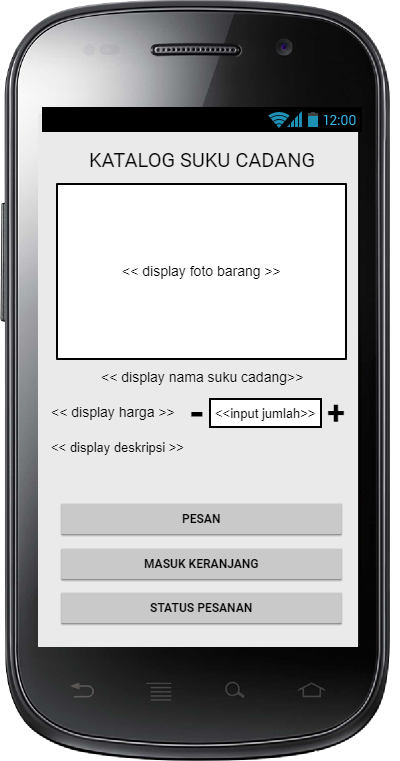 12:00
KATALOG SUKU CADANG
<< display foto barang >>
<< display nama suku cadang>>
<< display harga >> - <<input jumlah>> +
<< display deskripsi >>
PESAN
MASUK KERANJANG
STATUS PESANAN